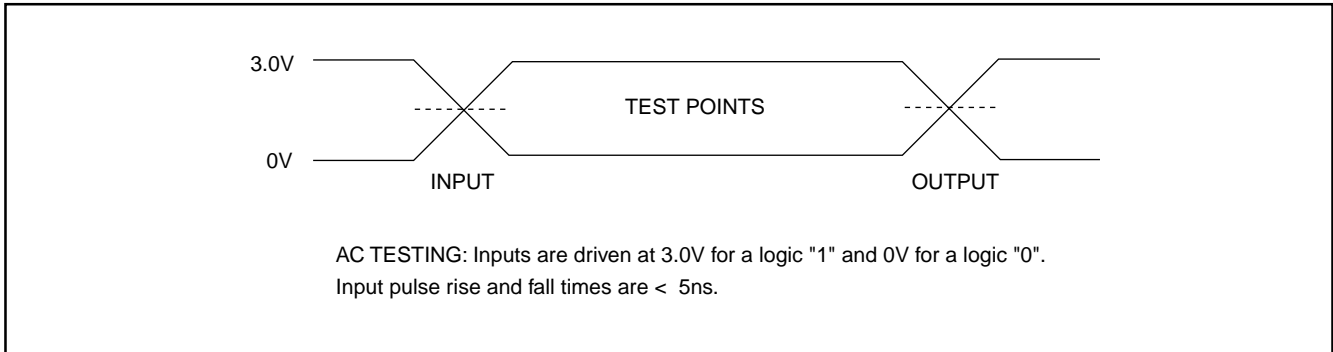 3.0V
TEST POINTS
0V
INPUT
OUTPUT
AC TESTING: Inputs are driven at 3.0V for a logic "1" and 0V for a logic "0".
Input pulse rise and fall times are < 5ns.